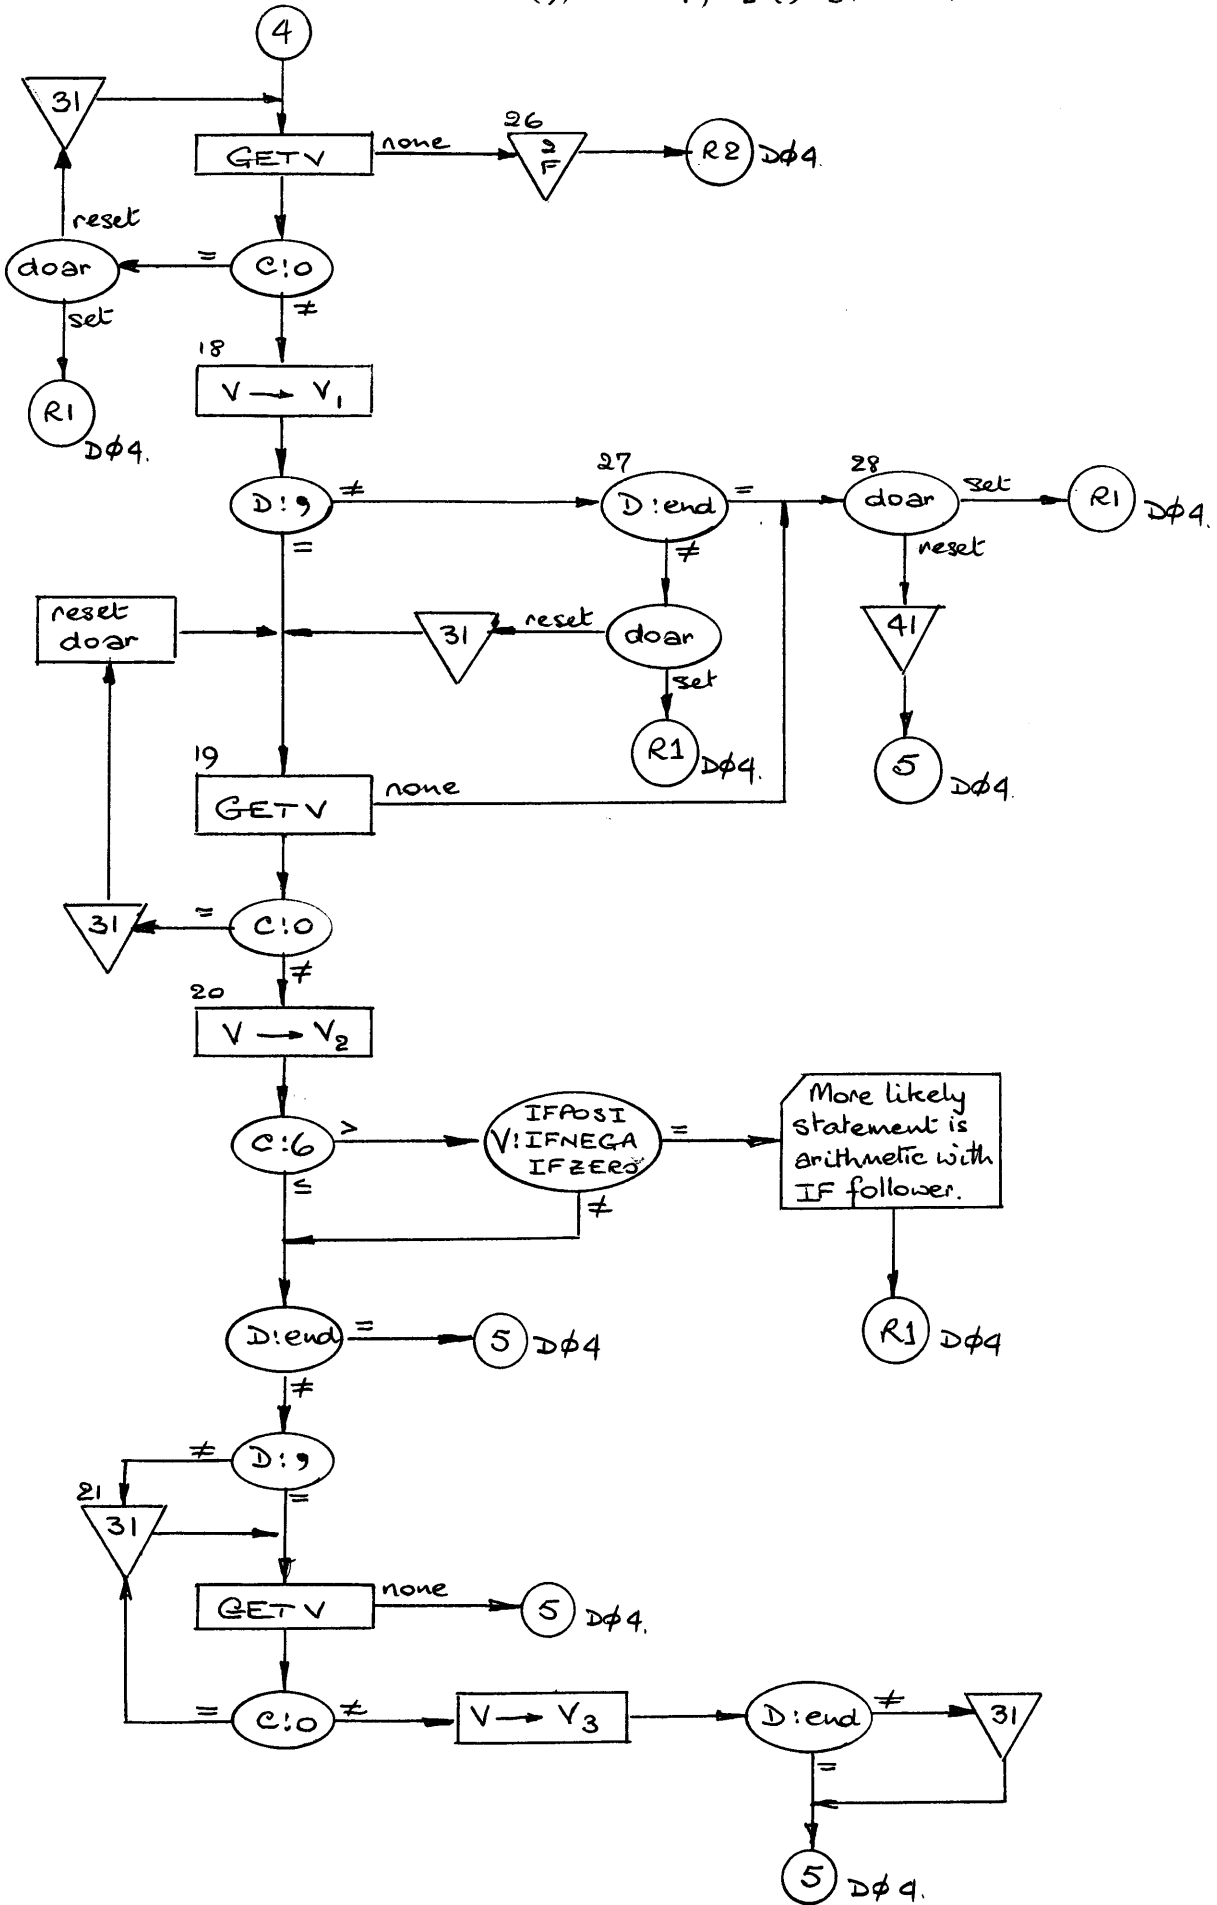 4
31
GETV
none
26
2
F
R2
DØ4.
reset
doar
=
C:0
≠
set
R1
DØ4.
18
V → V1
D:,
≠
27
D:end
=
28
doar
set
R1
DØ4.
=
≠
reset
reset
doar
31
reset
doar
41
set
R1
DØ4.
5
DØ4.
19
GETV
none
31
=
C:0
≠
20
V → V2
C:6
>
IFPOSI
V:IFNEGA
IFZERO
=
More likely
statement is
arithmetic with
IF follower.
≤
≠
R1
DØ4
D:end
=
5
DØ4
≠
≠
D:,
21
31
=
GETV
none
5
DØ4.
=
C:0
≠
V → V3
D:end
≠
31
=
5
DØ4.